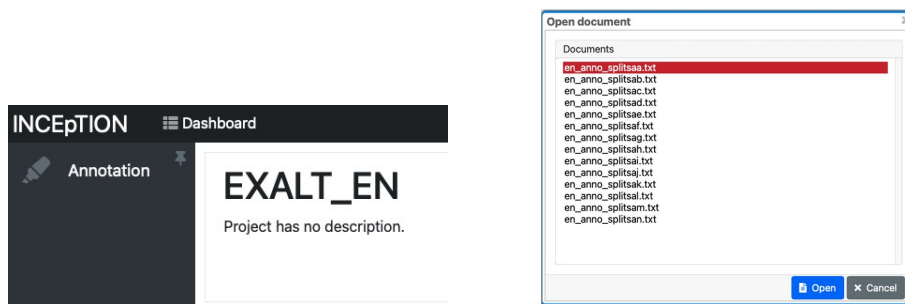 INCEpTION
Dashboard
Annotation
EXALT_EN
Project has no description.
Open document
Documents
en_anno_splitsaa.txt
en_anno_splitsab.txt
en_anno_splitsac.txt
en_anno_splitsad.txt
en_anno_splitsae.txt
en_anno_splitsaf.txt
en_anno_splitsag.txt
en_anno_splitsah.txt
en_anno_splitsai.txt
en_anno_splitsaj.txt
en_anno_splitsak.txt
en_anno_splitsal.txt
en_anno_splitsam.txt
en_anno_splitsan.txt
Open
Cancel